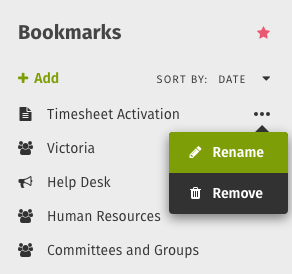 Bookmarks
Add SORT BY: DATE
Timesheet Activation
Victoria
Rename
Help Desk
Remove
Human Resources
Committees and Groups